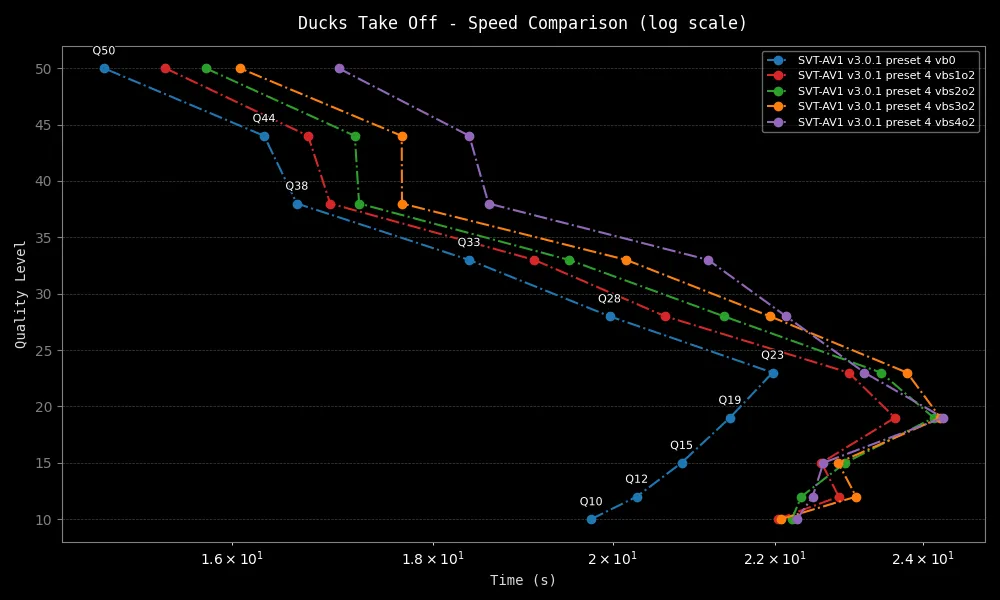 Ducks Take Off - Speed Comparison (log scale)
SVT-AV1 v3.0.1 preset 4 vb0
SVT-AV1 v3.0.1 preset 4 vbs1o2
SVT-AV1 v3.0.1 preset 4 vbs2o2
SVT-AV1 v3.0.1 preset 4 vbs3o2
SVT-AV1 v3.0.1 preset 4 vbs4o2
Quality Level
50
45
40
35
30
25
20
15
10
Q50
Q44
Q38
Q33
Q28
Q23
Q19
Q15
Q12
Q10
1.6 × 10¹
1.8 × 10¹
2 × 10¹
2.2 × 10¹
2.4 × 10¹
Time (s)